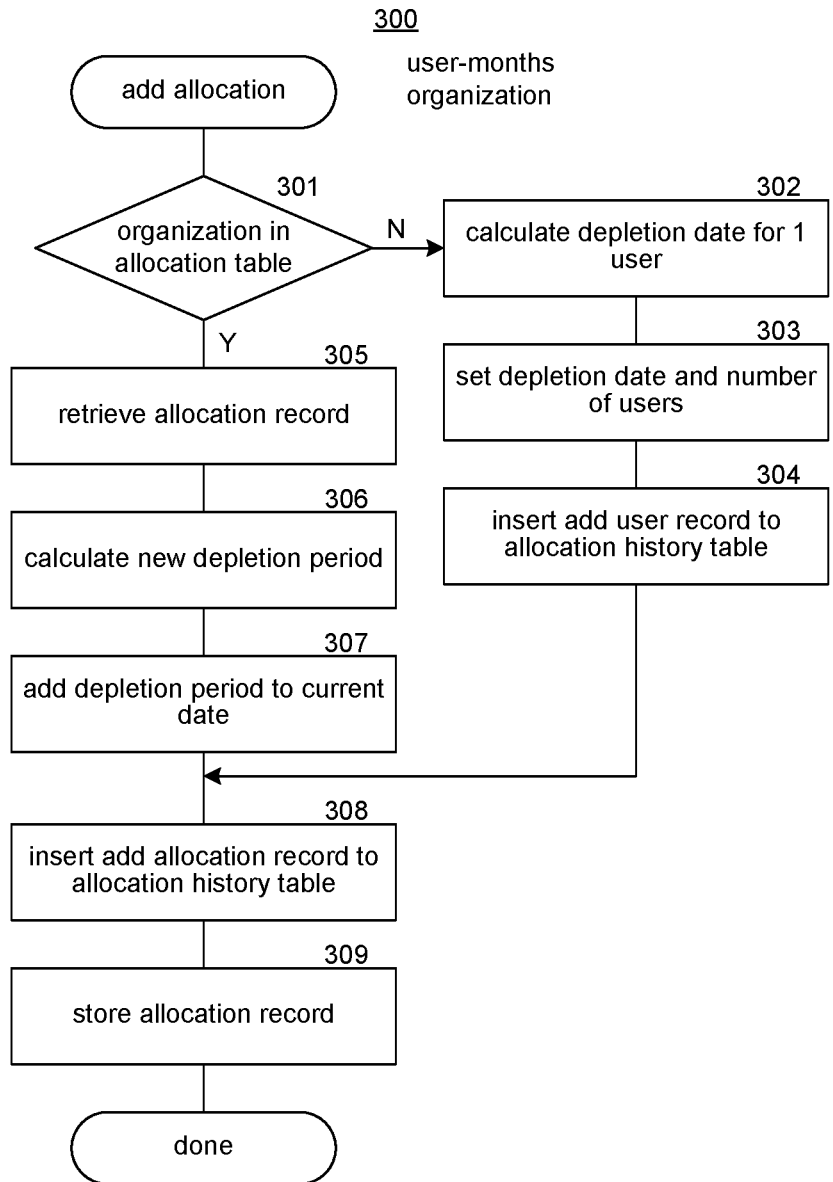 300
add allocation
user-months
organization
301
organization in
allocation table
N
Y
302
calculate depletion date for 1
user
303
set depletion date and number
of users
304
insert add user record to
allocation history table
305
retrieve allocation record
306
calculate new depletion period
307
add depletion period to current
date
308
insert add allocation record to
allocation history table
309
store allocation record
done